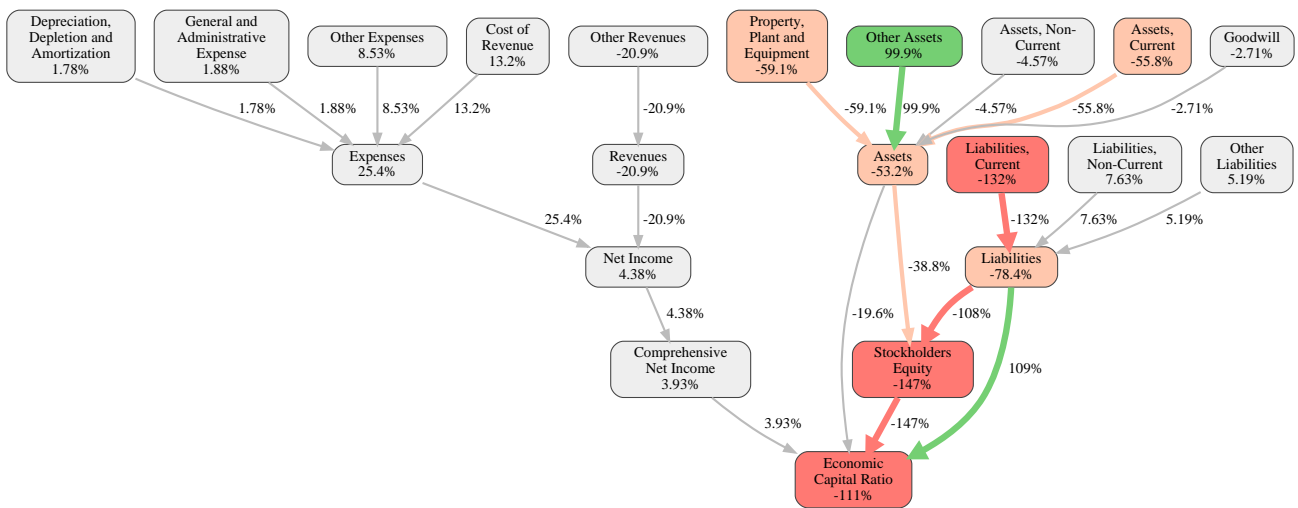 Depreciation,
Depletion and
Amortization
1.78%
General and
Administrative
Expense
1.88%
Other Expenses
8.53%
Cost of
Revenue
13.2%
Other Revenues
-20.9%
Property,
Plant and
Equipment
-59.1%
Other Assets
99.9%
Assets, Non-
Current
-4.57%
Assets,
Current
-55.8%
Goodwill
-2.71%
1.78%
1.88%
8.53%
13.2%
-20.9%
-59.1%
99.9%
-4.57%
-55.8%
-2.71%
Expenses
25.4%
Revenues
-20.9%
Assets
-53.2%
Liabilities,
Current
-132%
Liabilities,
Non-Current
7.63%
Other
Liabilities
5.19%
25.4%
-20.9%
-132%
7.63%
5.19%
Net Income
4.38%
Liabilities
-78.4%
-38.8%
4.38%
-19.6%
-108%
Comprehensive
Net Income
3.93%
Stockholders
Equity
-147%
109%
3.93%
-147%
Economic
Capital Ratio
-111%